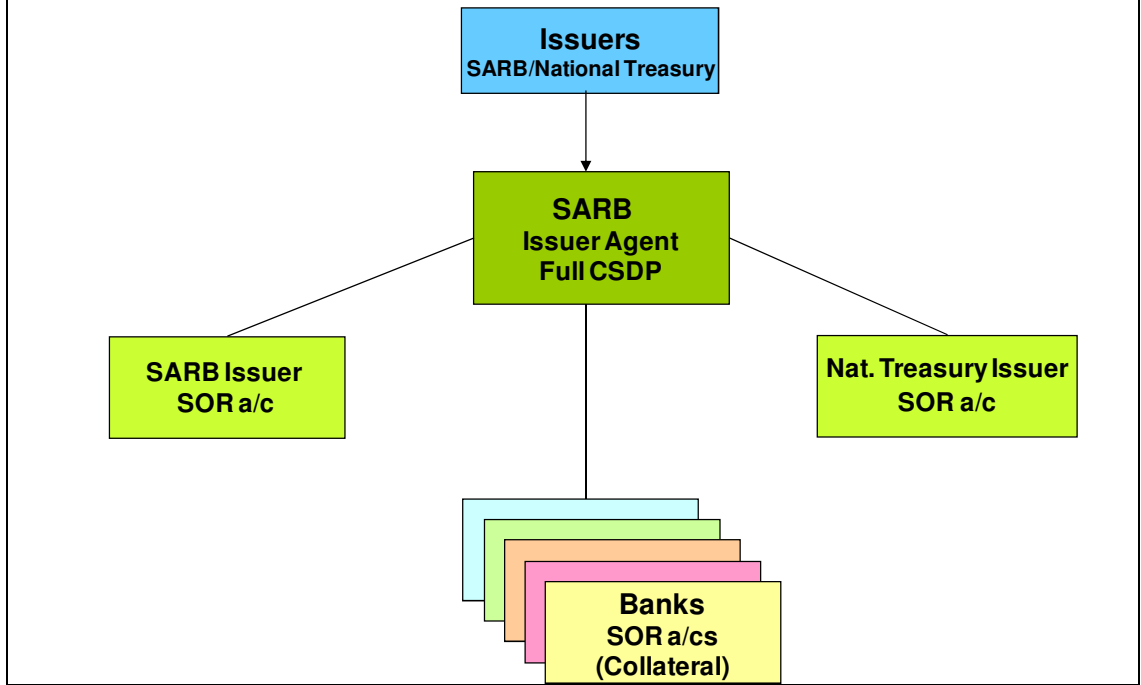 Issuers
SARB/National Treasury
SARB
Issuer Agent
Full CSDP
SARB Issuer
SOR a/c
Nat. Treasury Issuer
SOR a/c
Banks
SOR a/cs
(Collateral)